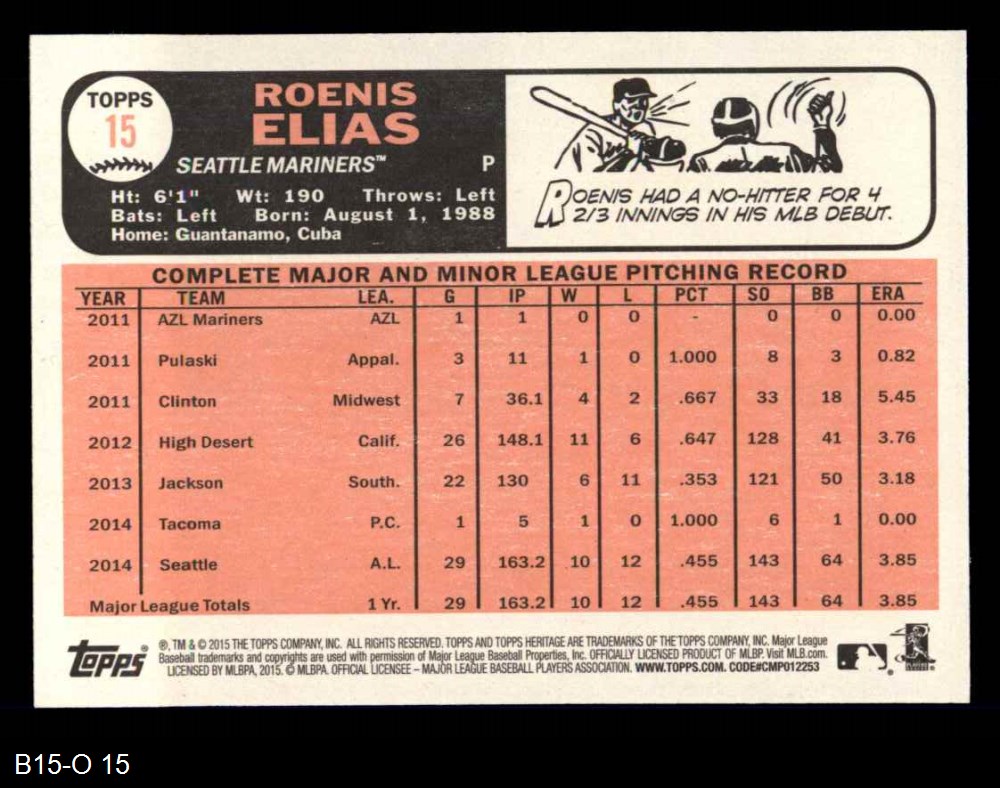 TOPPS
15
ROENIS
ELIAS
SEATTLE MARINERS™ P
Ht: 6'1" Wt: 190 Throws: Left
Bats: Left Born: August 1, 1988
Home: Guantanamo, Cuba
ROENIS HAD A NO-HITTER FOR 4
2/3 INNINGS IN HIS MLB DEBUT.
COMPLETE MAJOR AND MINOR LEAGUE PITCHING RECORD
YEAR TEAM LEA. G IP W L PCT SO BB ERA
2011 AZL Mariners AZL 1 1 0 0 - 0 0 0.00
2011 Pulaski Appal. 3 11 1 0 1.000 8 3 0.82
2011 Clinton Midwest 7 36.1 4 2 .667 33 18 5.45
2012 High Desert Calif. 26 148.1 11 6 .647 128 41 3.76
2013 Jackson South. 22 130 6 11 .353 121 50 3.18
2014 Tacoma P.C. 1 5 1 0 1.000 6 1 0.00
2014 Seattle A.L. 29 163.2 10 12 .455 143 64 3.85
Major League Totals 1 Yr. 29 163.2 10 12 .455 143 64 3.85
topps
®, TM & © 2015 THE TOPPS COMPANY, INC. ALL RIGHTS RESERVED. TOPPS AND TOPPS HERITAGE ARE TRADEMARKS OF THE TOPPS COMPANY, INC. Major League
Baseball trademarks and copyrights are used with permission of Major League Baseball Properties, Inc. OFFICIALLY LICENSED PRODUCT OF MLBP. Visit MLB.com.
LICENSED BY MLBPA, 2015. © MLBPA. OFFICIAL LICENSEE – MAJOR LEAGUE BASEBALL PLAYERS ASSOCIATION. WWW.TOPPS.COM. CODE#CMP012253
B15-O 15